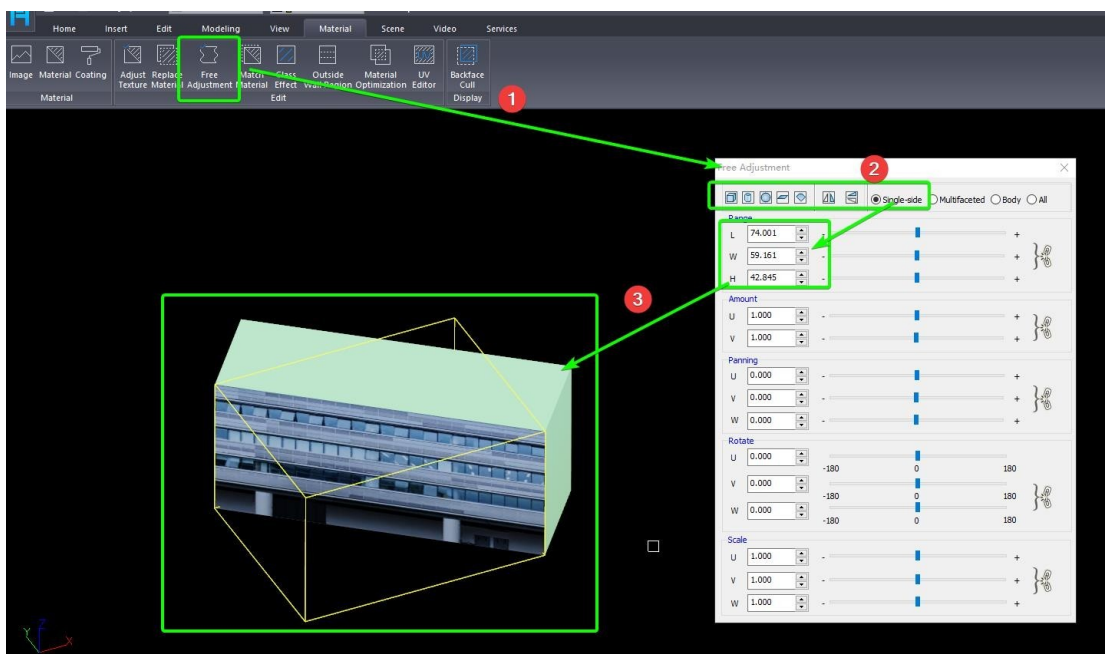 Home Insert Edit Modeling View Material Scene Video Services
Image Material Coating Adjust Texture Replace Material Free Adjustment Match Material Glass Effect Outside Wall Region Material Optimization UV Editor Backface Cull
Material Edit Display
1
Free Adjustment
2
Single-side Multifaceted Body All
Range
L 74.001 - +
W 59.161 - +
H 42.845 - +
3
Amount
U 1.000 - +
V 1.000 - +
Panning
U 0.000 - +
V 0.000 - +
W 0.000 - +
Rotate
U 0.000
-180 0 180
V 0.000
-180 0 180
W 0.000
-180 0 180
Scale
U 1.000 - +
V 1.000 - +
W 1.000 - +
Z
Y
X